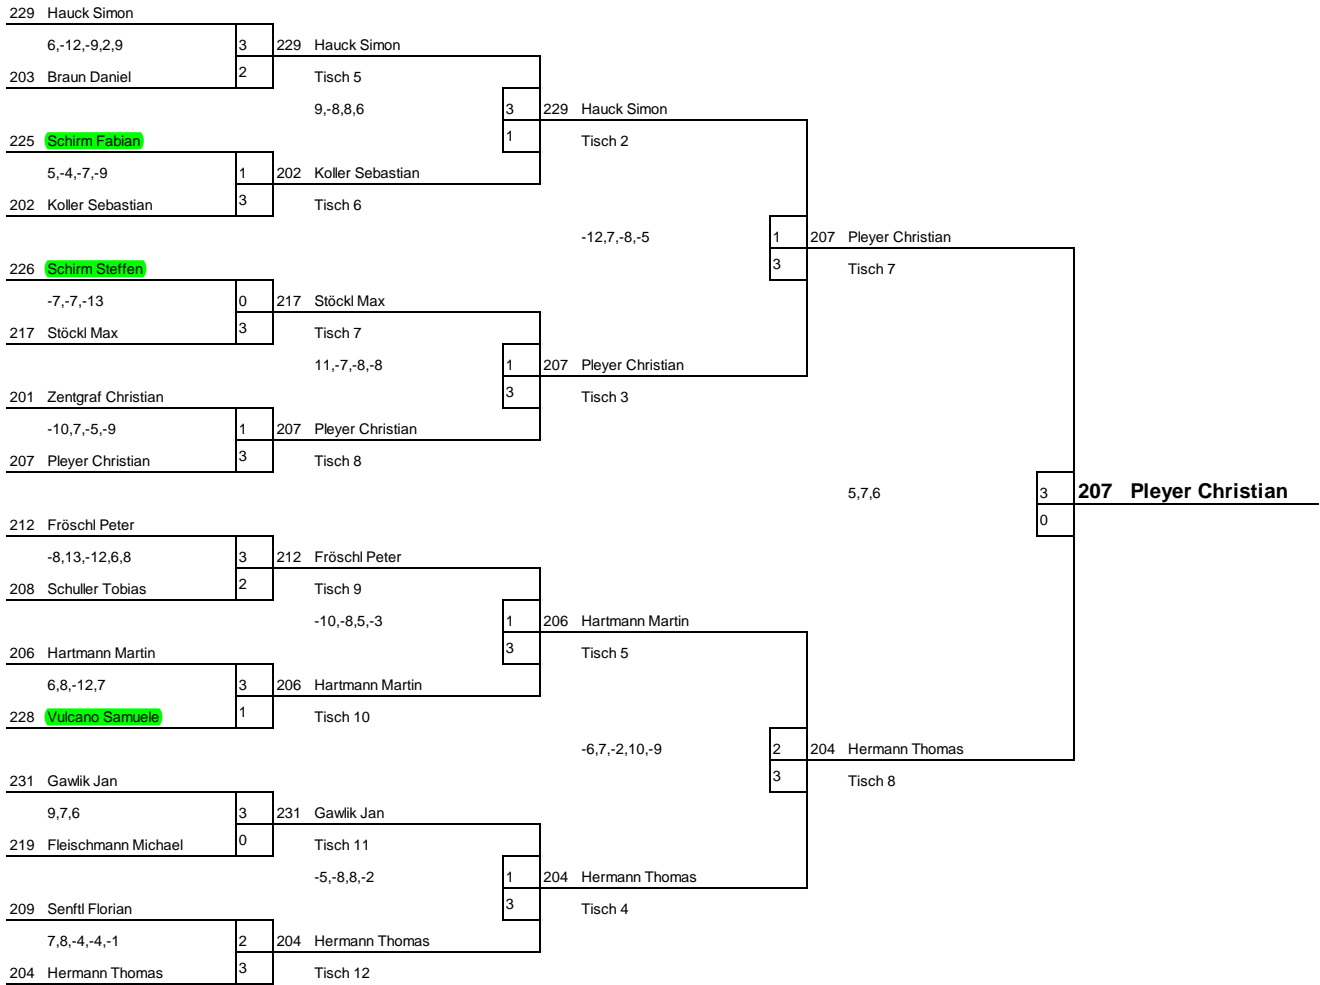 229 Hauck Simon
6,-12,-9,2,9 3 229 Hauck Simon
203 Braun Daniel 2 Tisch 5
9,-8,8,6 3 229 Hauck Simon
225 Schirm Fabian 1 Tisch 2
5,-4,-7,-9 1 202 Koller Sebastian
202 Koller Sebastian 3 Tisch 6
-12,7,-8,-5 1 207 Pleyer Christian
226 Schirm Steffen 3 Tisch 7
-7,-7,-13 0 217 Stöckl Max
217 Stöckl Max 3 Tisch 7
11,-7,-8,-8 1 207 Pleyer Christian
201 Zentgraf Christian 3 Tisch 3
-10,7,-5,-9 1 207 Pleyer Christian
207 Pleyer Christian 3 Tisch 8
5,7,6 3 207 Pleyer Christian
212 Fröschl Peter 0
-8,13,-12,6,8 3 212 Fröschl Peter
208 Schuller Tobias 2 Tisch 9
-10,-8,5,-3 1 206 Hartmann Martin
206 Hartmann Martin 3 Tisch 5
6,8,-12,7 3 206 Hartmann Martin
228 Vulcano Samuele 1 Tisch 10
-6,7,-2,10,-9 2 204 Hermann Thomas
231 Gawlik Jan 3 Tisch 8
9,7,6 3 231 Gawlik Jan
219 Fleischmann Michael 0 Tisch 11
-5,-8,8,-2 1 204 Hermann Thomas
209 Senftl Florian 3 Tisch 4
7,8,-4,-4,-1 2 204 Hermann Thomas
204 Hermann Thomas 3 Tisch 12